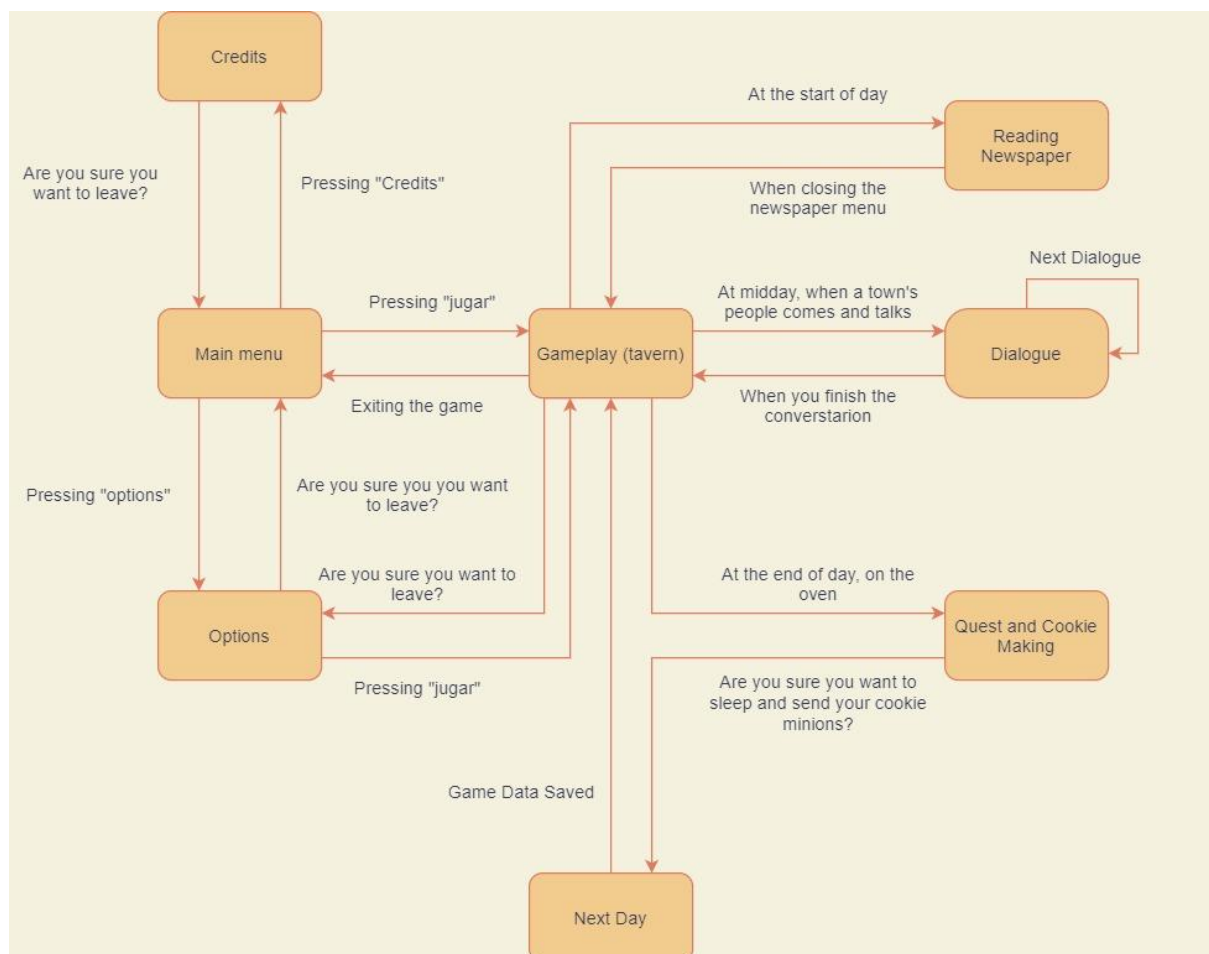 Credits
At the start of day
Reading
Newspaper
Are you sure you
want to leave?
Pressing "Credits"
When closing the
newspaper menu
Next Dialogue
Pressing "jugar"
At midday, when a town's
people comes and talks
Main menu
Gameplay (tavern)
Dialogue
Exiting the game
When you finish the
converstarion
Pressing "options"
Are you sure you you want
to leave?
Are you sure you want to
leave?
At the end of day, on the
oven
Options
Quest and Cookie
Making
Pressing "jugar"
Are you sure you want to
sleep and send your cookie
minions?
Game Data Saved
Next Day